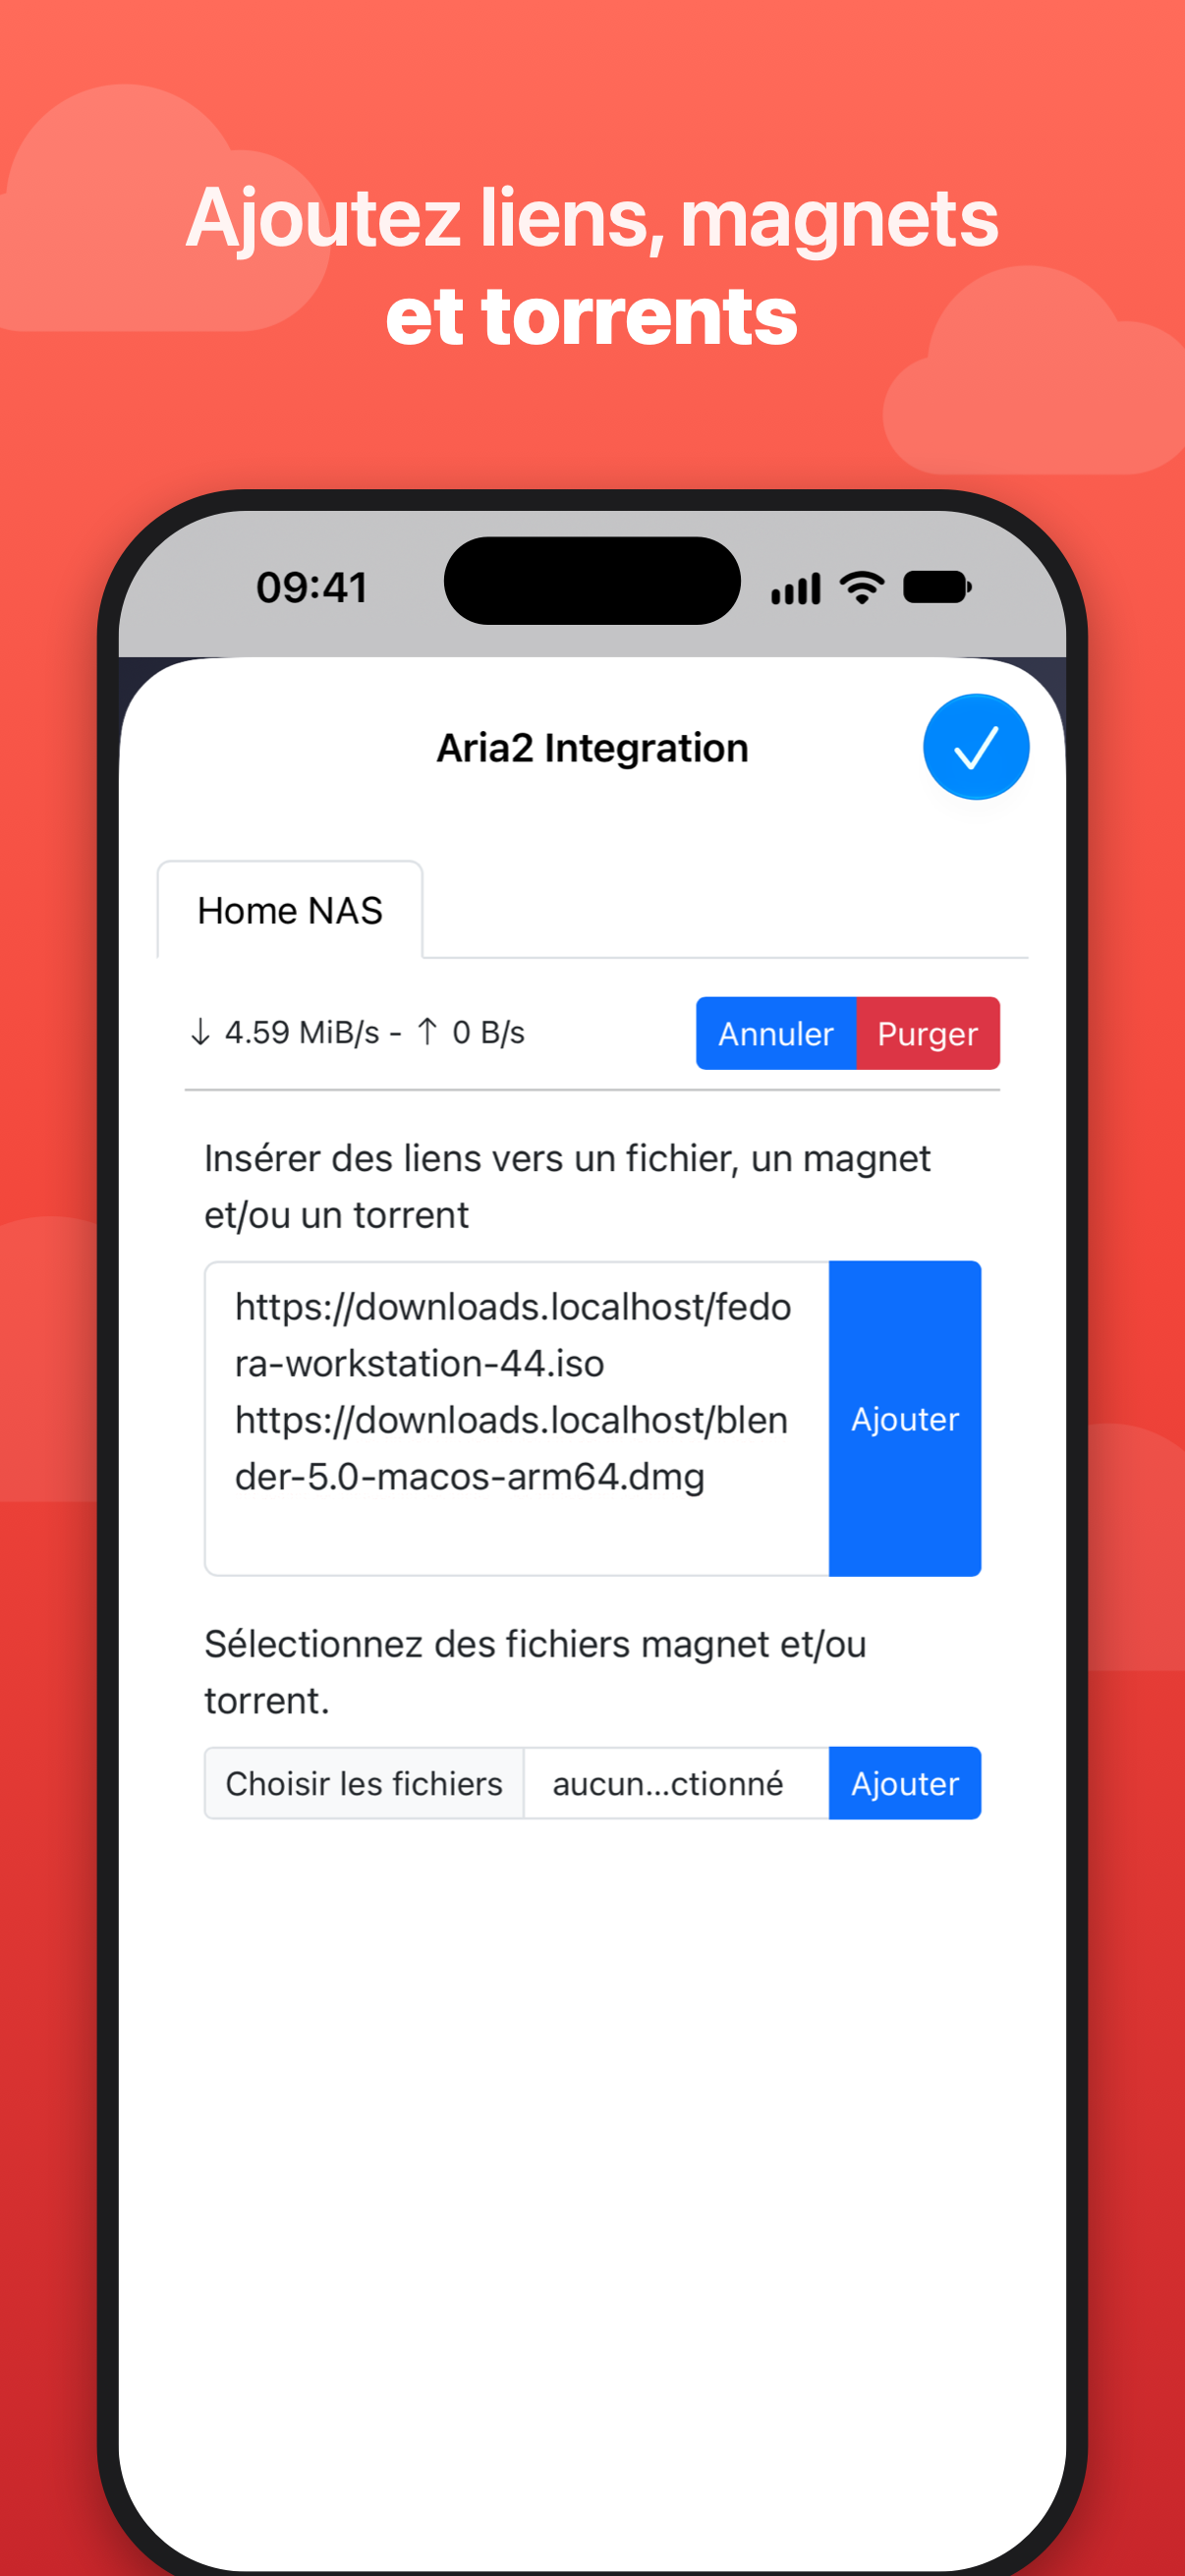 Ajoutez liens, magnets
et torrents
09:41
Aria2 Integration
Home NAS
↓ 4.59 MiB/s - ↑ 0 B/s
Annuler
Purger
Insérer des liens vers un fichier, un magnet
et/ou un torrent
https://downloads.localhost/fedo
ra-workstation-44.iso
https://downloads.localhost/blen
der-5.0-macos-arm64.dmg
Ajouter
Sélectionnez des fichiers magnet et/ou
torrent.
Choisir les fichiers
aucun...ctionné
Ajouter